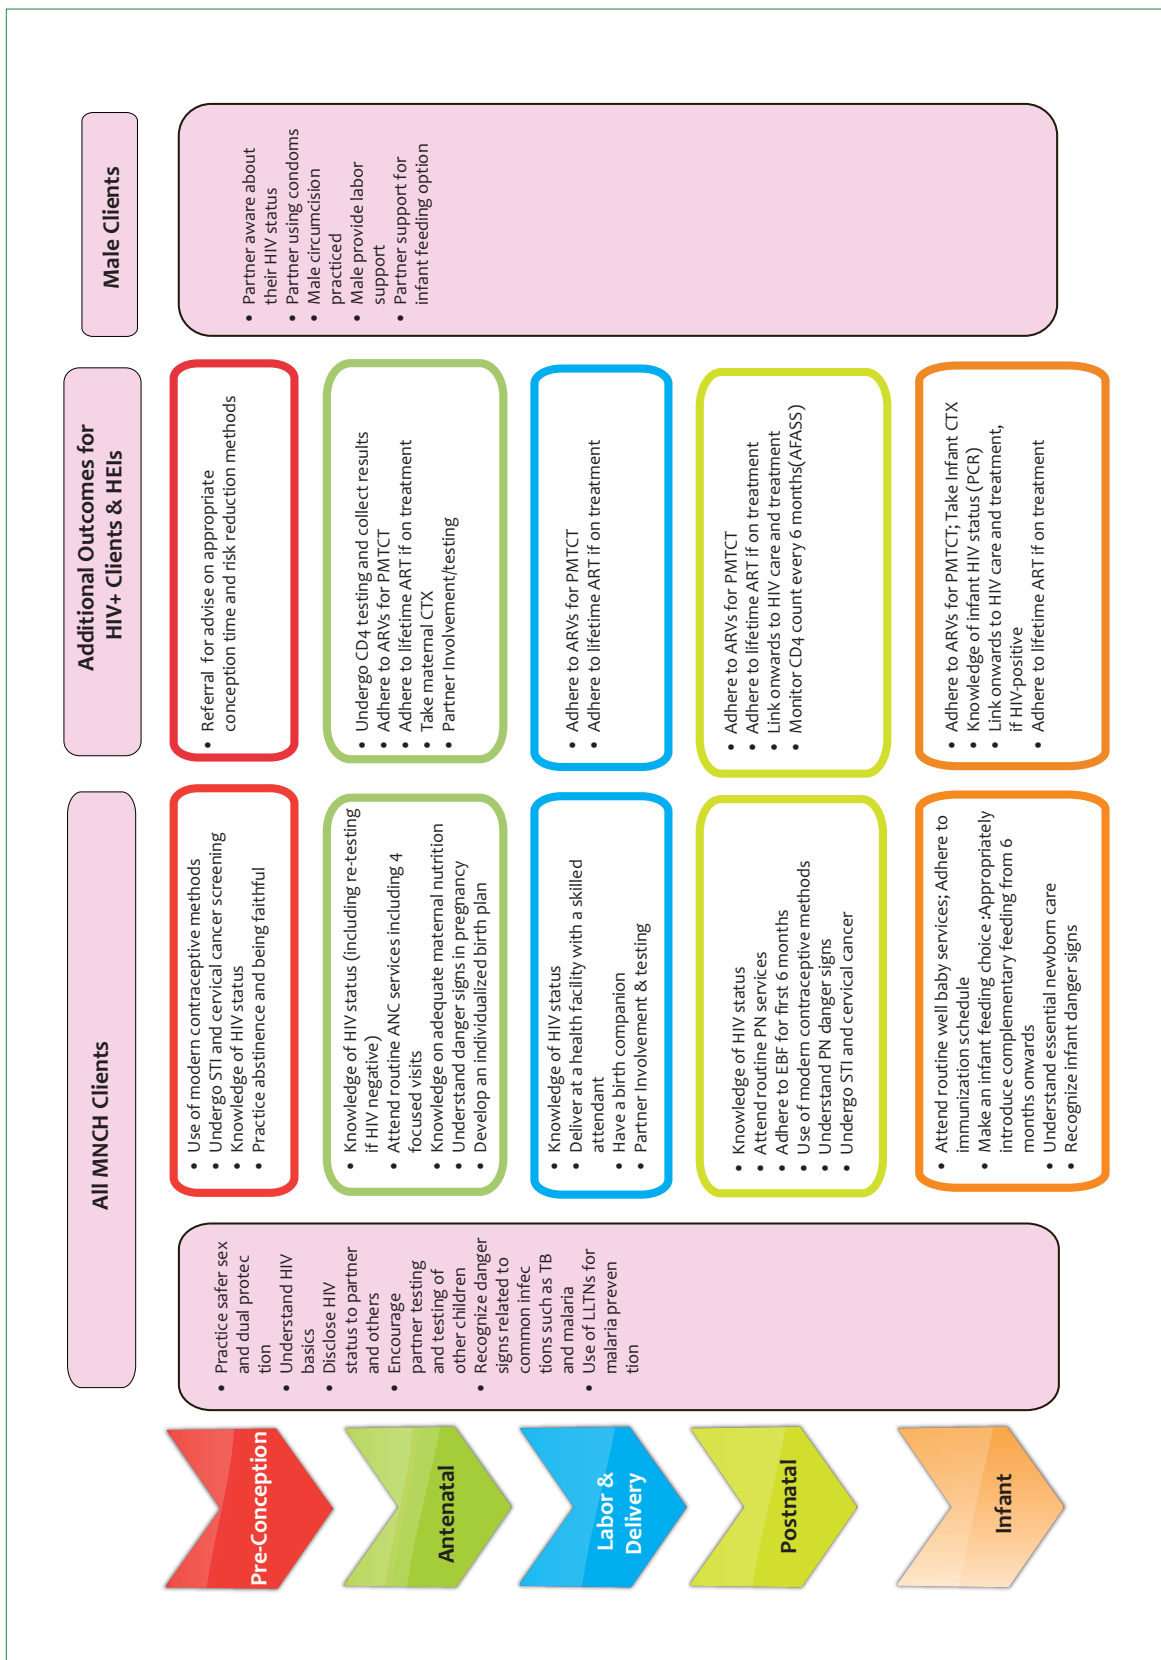 All MNCH Clients
Additional Outcomes for
HIV+ Clients & HEIs
Male Clients
Pre-Conception
Antenatal
Labor &
Delivery
Postnatal
Infant
• Practice safer sex
and dual protec
tion
• Understand HIV
basics
• Disclose HIV
status to partner
and others
• Encourage
partner testing
and testing of
other children
• Recognize danger
signs related to
common infec
tions such as TB
and malaria
• Use of LLTNs for
malaria preven
tion
• Use of modern contraceptive methods
• Undergo STI and cervical cancer screening
• Knowledge of HIV status
• Practice abstinence and being faithful
• Referral for advise on appropriate
conception time and risk reduction methods
• Knowledge of HIV status (including re-testing
if HIV negative)
• Attend routine ANC services including 4
focused visits
• Knowledge on adequate maternal nutrition
• Understand danger signs in pregnancy
• Develop an individualized birth plan
• Undergo CD4 testing and collect results
• Adhere to ARVs for PMTCT
• Adhere to lifetime ART if on treatment
• Take maternal CTX
• Partner Involvement/testing
• Knowledge of HIV status
• Deliver at a health facility with a skilled
attendant
• Have a birth companion
• Partner Involvement & testing
• Adhere to ARVs for PMTCT
• Adhere to lifetime ART if on treatment
• Knowledge of HIV status
• Attend routine PN services
• Adhere to EBF for first 6 months
• Use of modern contraceptive methods
• Understand PN danger signs
• Undergo STI and cervical cancer
• Adhere to ARVs for PMTCT
• Adhere to lifetime ART if on treatment
• Link onwards to HIV care and treatment
• Monitor CD4 count every 6 months(AFASS)
• Attend routine well baby services; Adhere to
immunization schedule
• Make an infant feeding choice :Appropriately
introduce complementary feeding from 6
months onwards
• Understand essential newborn care
• Recognize infant danger signs
• Adhere to ARVs for PMTCT; Take Infant CTX
• Knowledge of infant HIV status (PCR)
• Link onwards to HIV care and treatment,
if HIV-positive
• Adhere to lifetime ART if on treatment
• Partner aware about
their HIV status
• Partner using condoms
• Male circumcision
practiced
• Male provide labor
support
• Partner support for
infant feeding option